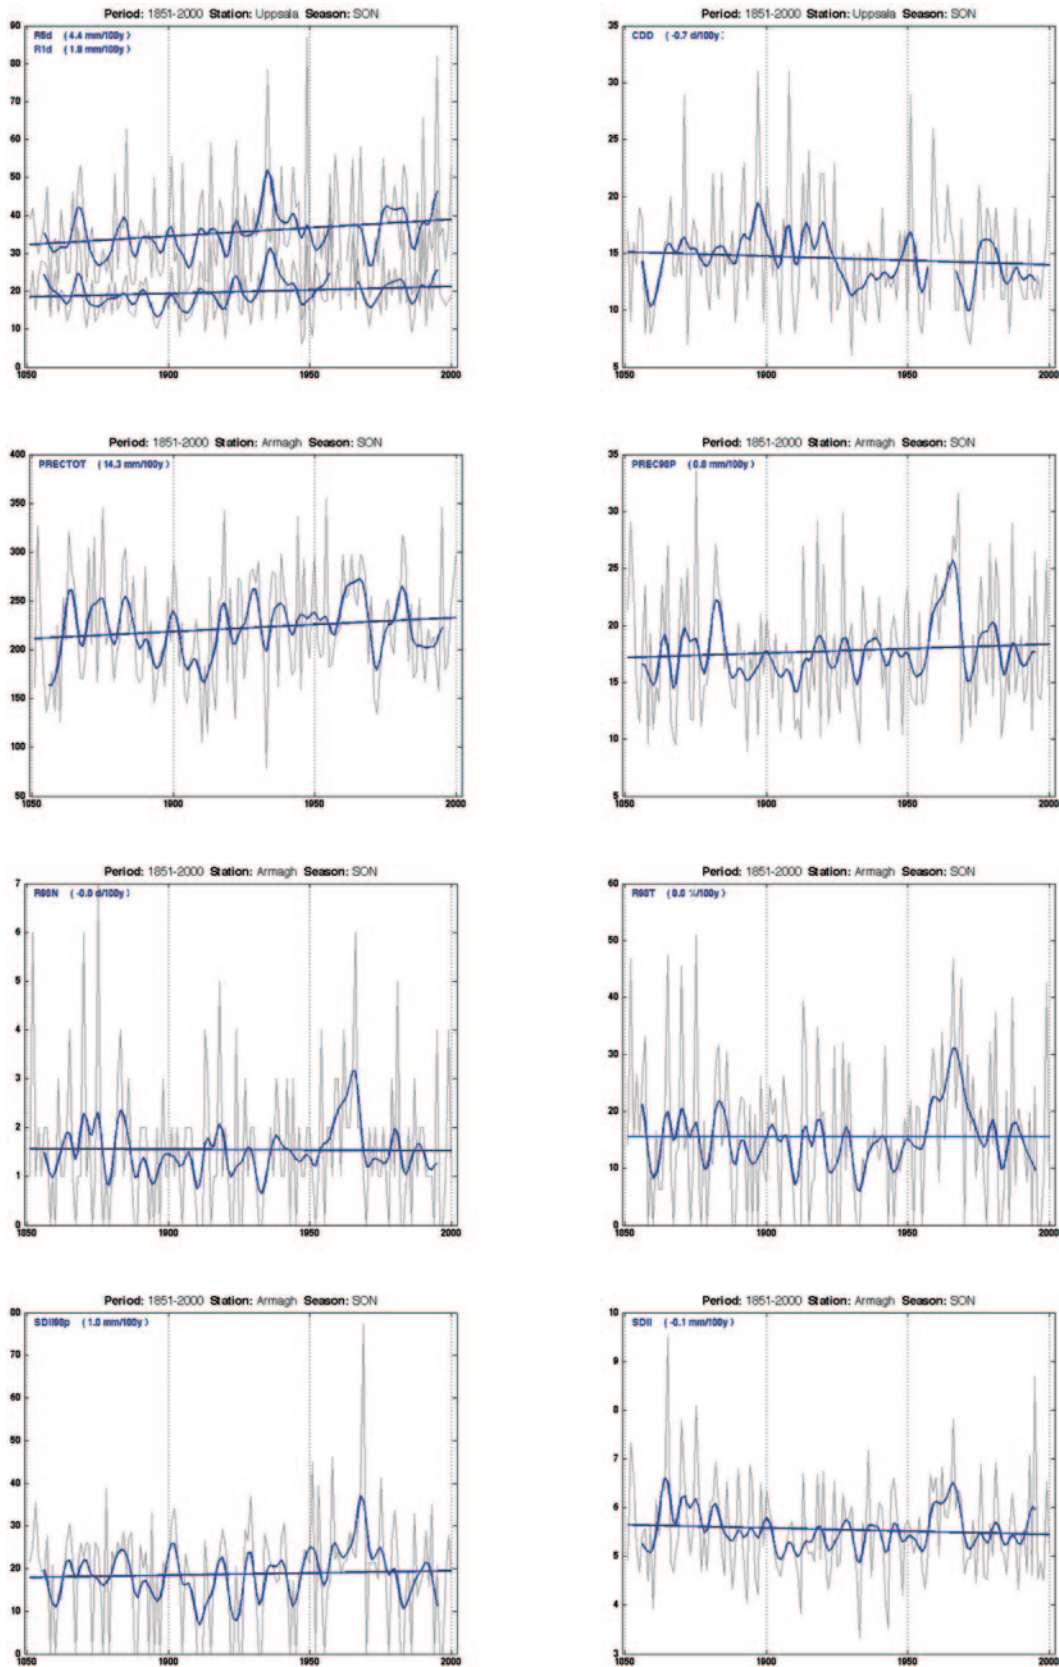 Period: 1851-2000 Station: Uppsala Season: SON
R5d ( 4.4 mm/100y )
R1d ( 1.8 mm/100y )
90
80
70
60
50
40
30
20
10
0
1850 1900 1950 2000
Period: 1851-2000 Station: Uppsala Season: SON
CDD ( -0.7 d/100y )
35
30
25
20
15
10
5
1850 1900 1950 2000
Period: 1851-2000 Station: Armagh Season: SON
PRECTOT ( 14.3 mm/100y )
400
350
300
250
200
150
100
50
1850 1900 1950 2000
Period: 1851-2000 Station: Armagh Season: SON
PREC98P ( 0.8 mm/100y )
35
30
25
20
15
10
5
1850 1900 1950 2000
Period: 1851-2000 Station: Armagh Season: SON
R98N ( -0.0 d/100y )
7
6
5
4
3
2
1
0
1850 1900 1950 2000
Period: 1851-2000 Station: Armagh Season: SON
R98T ( 0.0 %/100y )
60
50
40
30
20
10
0
1850 1900 1950 2000
Period: 1851-2000 Station: Armagh Season: SON
SDII98p ( 1.0 mm/100y )
80
70
60
50
40
30
20
10
0
1850 1900 1950 2000
Period: 1851-2000 Station: Armagh Season: SON
SDII ( -0.1 mm/100y )
10
9
8
7
6
5
4
3
1850 1900 1950 2000